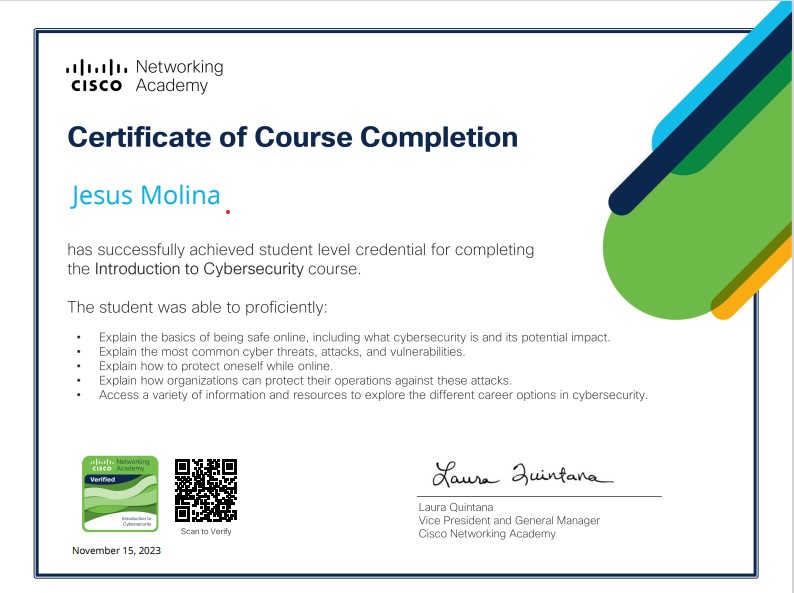 Networking
CISCO Academy
Certificate of Course Completion
Jesus Molina
has successfully achieved student level credential for completing
the Introduction to Cybersecurity course.
The student was able to proficiently:
• Explain the basics of being safe online, including what cybersecurity is and its potential impact.
• Explain the most common cyber threats, attacks, and vulnerabilities.
• Explain how to protect oneself while online.
• Explain how organizations can protect their operations against these attacks.
• Access a variety of information and resources to explore the different career options in cybersecurity.
Networking
CISCO Academy
Verified
Introduction to
Cybersecurity
Scan to Verify
November 15, 2023
Laura Quintana
Laura Quintana
Vice President and General Manager
Cisco Networking Academy